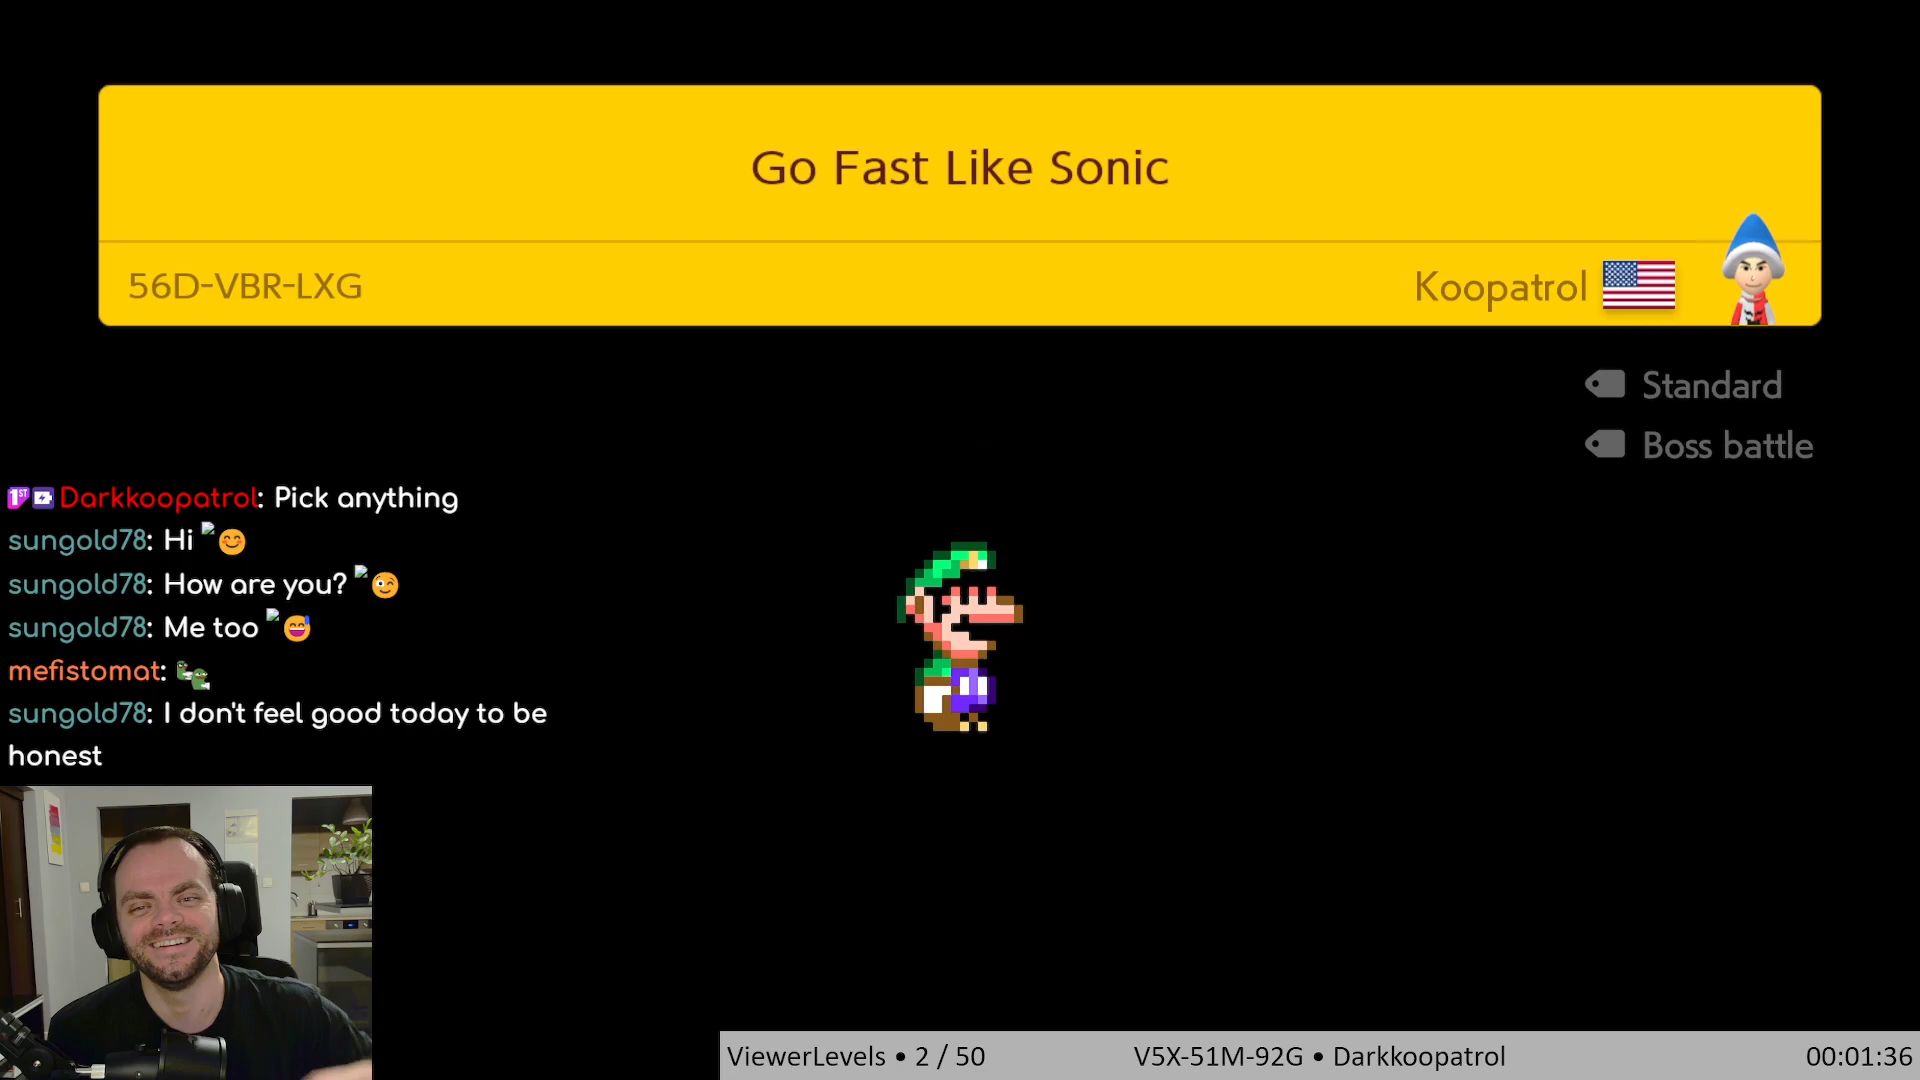 Go Fast Like Sonic
56D-VBR-LXG
Koopatrol
Standard
Boss battle
1ST Darkkoopatrol: Pick anything
sungold78: Hi 😊
sungold78: How are you? 😉
sungold78: Me too 😅
mefistomat:
sungold78: I don't feel good today to be
honest
ViewerLevels • 2 / 50 V5X-51M-92G • Darkkoopatrol 00:01:36